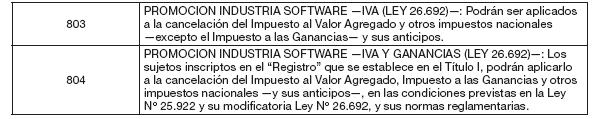 803
PROMOCION INDUSTRIA SOFTWARE —IVA (LEY 26.692)—: Podrán ser aplicados
a la cancelación del Impuesto al Valor Agregado y otros impuestos nacionales
—excepto el Impuesto a las Ganancias— y sus anticipos.
804
PROMOCION INDUSTRIA SOFTWARE —IVA Y GANANCIAS (LEY 26.692)—: Los
sujetos inscriptos en el “Registro” que se establece en el Título I, podrán aplicarlo
a la cancelación del Impuesto al Valor Agregado, Impuesto a las Ganancias y otros
impuestos nacionales —y sus anticipos—, en las condiciones previstas en la Ley
Nº 25.922 y su modificatoria Ley Nº 26.692, y sus normas reglamentarias.